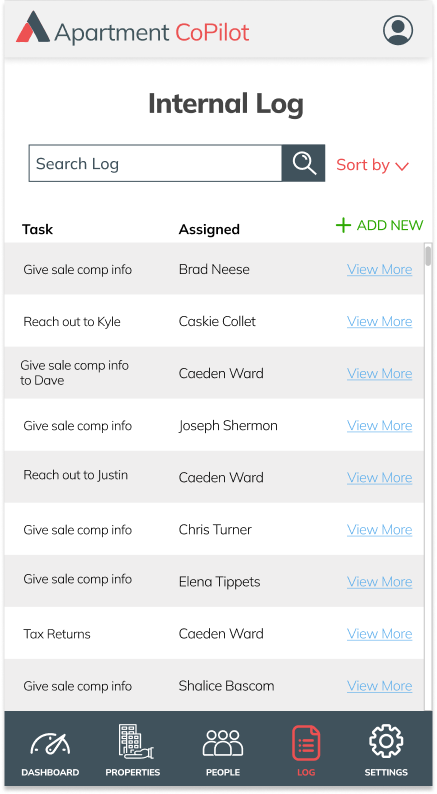 Apartment CoPilot
Internal Log
Search Log
Sort by
Task Assigned + ADD NEW
Give sale comp info Brad Neese View More
Reach out to Kyle Caskie Collet View More
Give sale comp info
to Dave Caeden Ward View More
Give sale comp info Joseph Shermon View More
Reach out to Justin Caeden Ward View More
Give sale comp info Chris Turner View More
Give sale comp info Elena Tippets View More
Tax Returns Caeden Ward View More
Give sale comp info Shalice Bascom View More
DASHBOARD PROPERTIES PEOPLE LOG SETTINGS